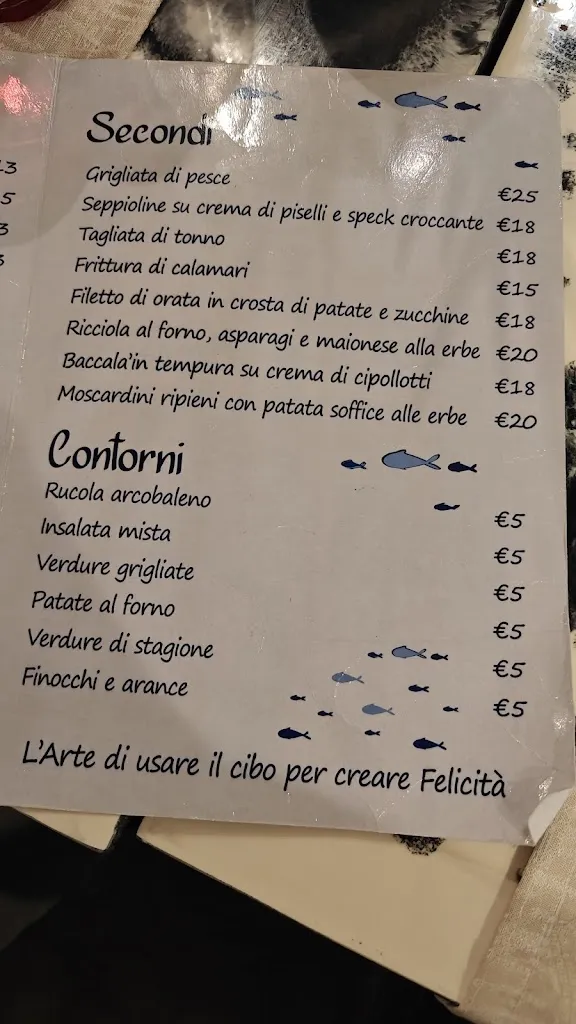 13
5
3
3
Secondi
Grigliata di pesce €25
Seppioline su crema di piselli e speck croccante €18
Tagliata di tonno €18
Frittura di calamari €15
Filetto di orata in crosta di patate e zucchine €18
Ricciola al forno, asparagi e maionese alla erbe €20
Baccala'in tempura su crema di cipollotti €18
Moscardini ripieni con patata soffice alle erbe €20
Contorni
Rucola arcobaleno €5
Insalata mista €5
Verdure grigliate €5
Patate al forno €5
Verdure di stagione €5
Finocchi e arance €5
L'Arte di usare il cibo per creare Felicità